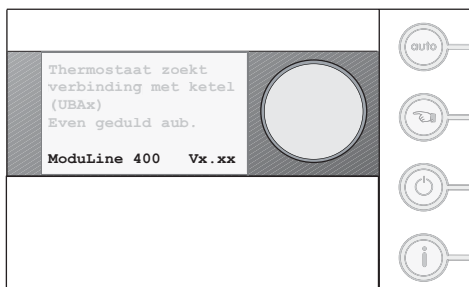 Thermostaat zoekt
verbinding met ketel
(UBAx)
Even geduld aub.
ModuLine 400 Vx.xx
auto
i